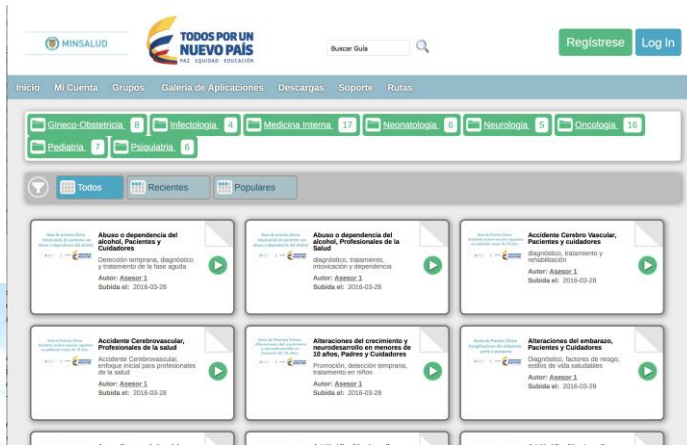 MINSALUD
TODOS POR UN
NUEVO PAÍS
PAZ EQUIDAD EDUCACIÓN
Buscar Guía
Regístrese
Log In
Inicio Mi Cuenta Grupos Galería de Aplicaciones Descargas Soporte Rutas
Gineco-Obstetricia 8 Infectología 4 Medicina Interna 17 Neonatología 6 Neurología 5 Oncología 16
Pediatría 7 Psiquiatría 6
Todos Recientes Populares
Abuso o dependencia del
alcohol, Pacientes y
Cuidadores
Detección temprana, diagnóstico
y tratamiento de la fase aguda
Autor: Asesor 1
Subida el: 2016-03-28
Abuso o dependencia del
alcohol, Profesionales de la
Salud
diagnóstico, tratamiento,
intoxicación y dependencia
Autor: Asesor 1
Subida el: 2016-03-28
Accidente Cerebro Vascular,
Pacientes y cuidadores
diagnóstico, tratamiento y
rehabilitación
Autor: Asesor 1
Subida el: 2016-03-28
Accidente Cerebrovascular,
Profesionales de la salud
Accidente Cerebrovascular,
enfoque inicial para profesionales
de la salud
Autor: Asesor 1
Subida el: 2016-03-28
Alteraciones del crecimiento y
neurodesarrollo en menores de
10 años, Padres y Cuidadores
Promoción, detección temprana,
tratamiento en niños
Autor: Asesor 1
Subida el: 2016-03-28
Alteraciones del embarazo,
Pacientes y Cuidadores
Diagnóstico, factores de riesgo,
estilos de vida saludables
Autor: Asesor 1
Subida el: 2016-03-28